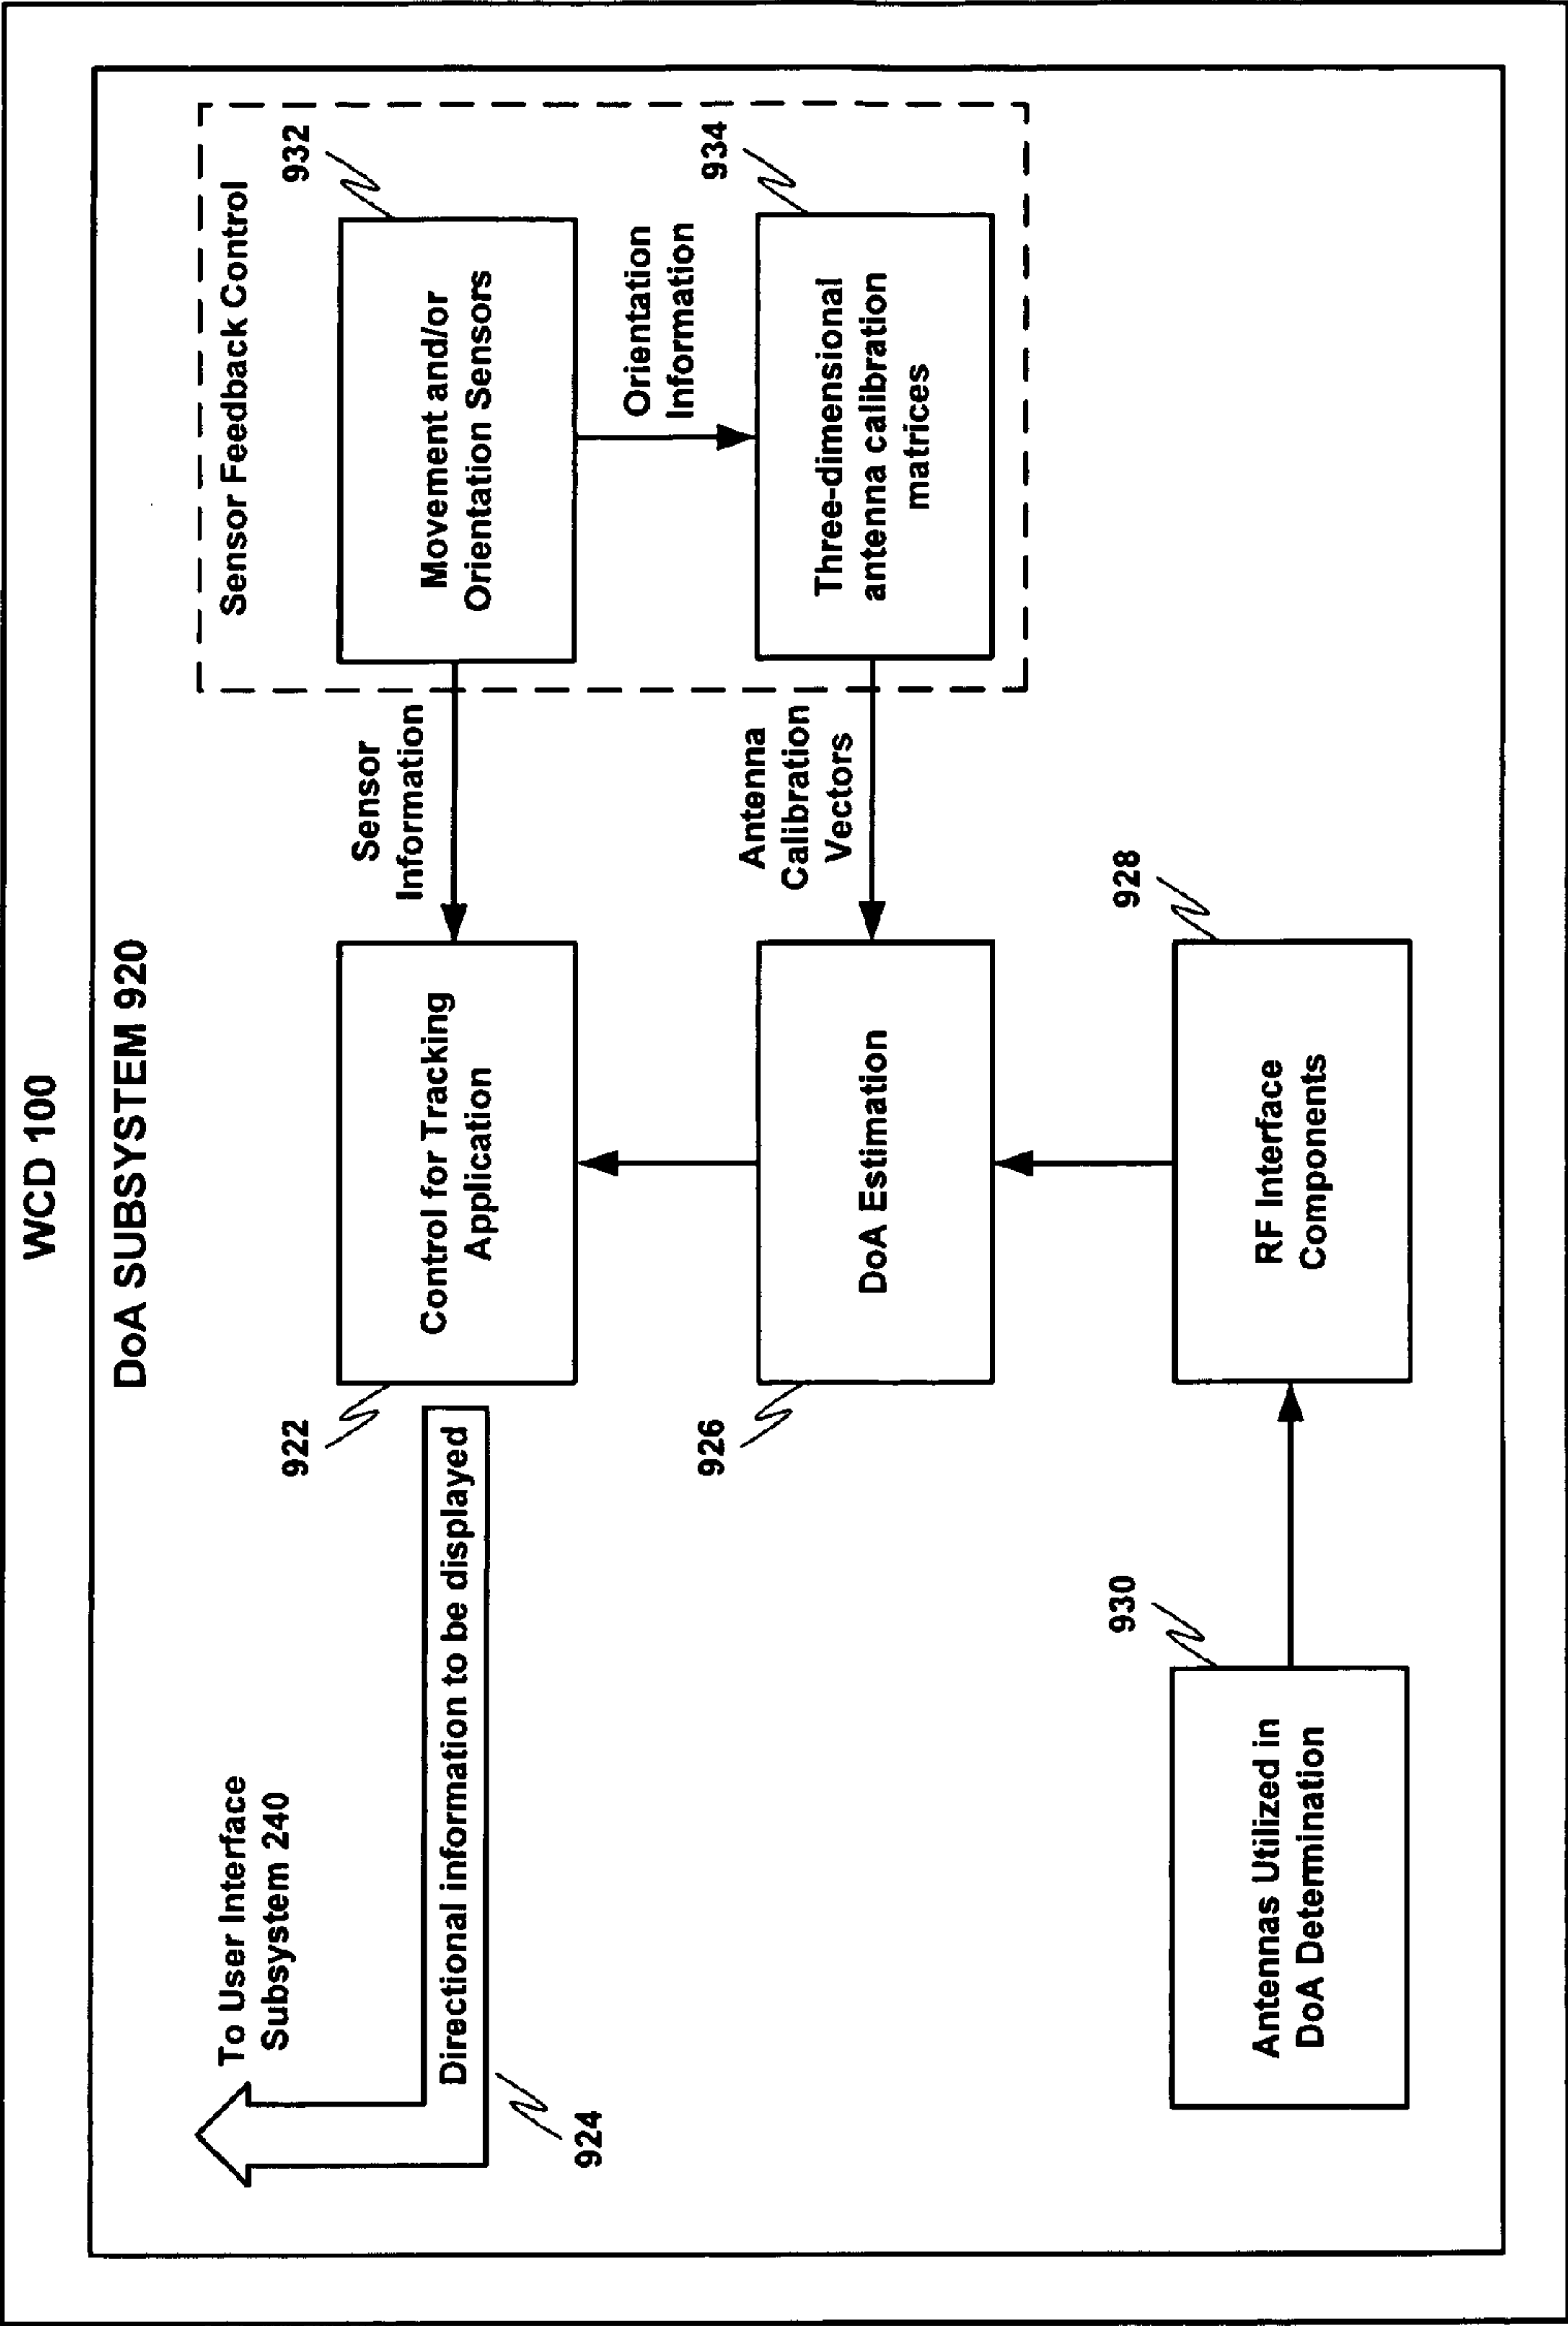 WCD 100
DoA SUBSYSTEM 920
To User Interface
Subsystem 240
Directional information to be displayed
924
922
Control for Tracking
Application
Sensor
Information
Sensor Feedback Control
932
Movement and/or
Orientation Sensors
Orientation
Information
934
Three-dimensional
antenna calibration
matrices
Antenna
Calibration
Vectors
926
DoA Estimation
928
RF Interface
Components
930
Antennas Utilized in
DoA Determination